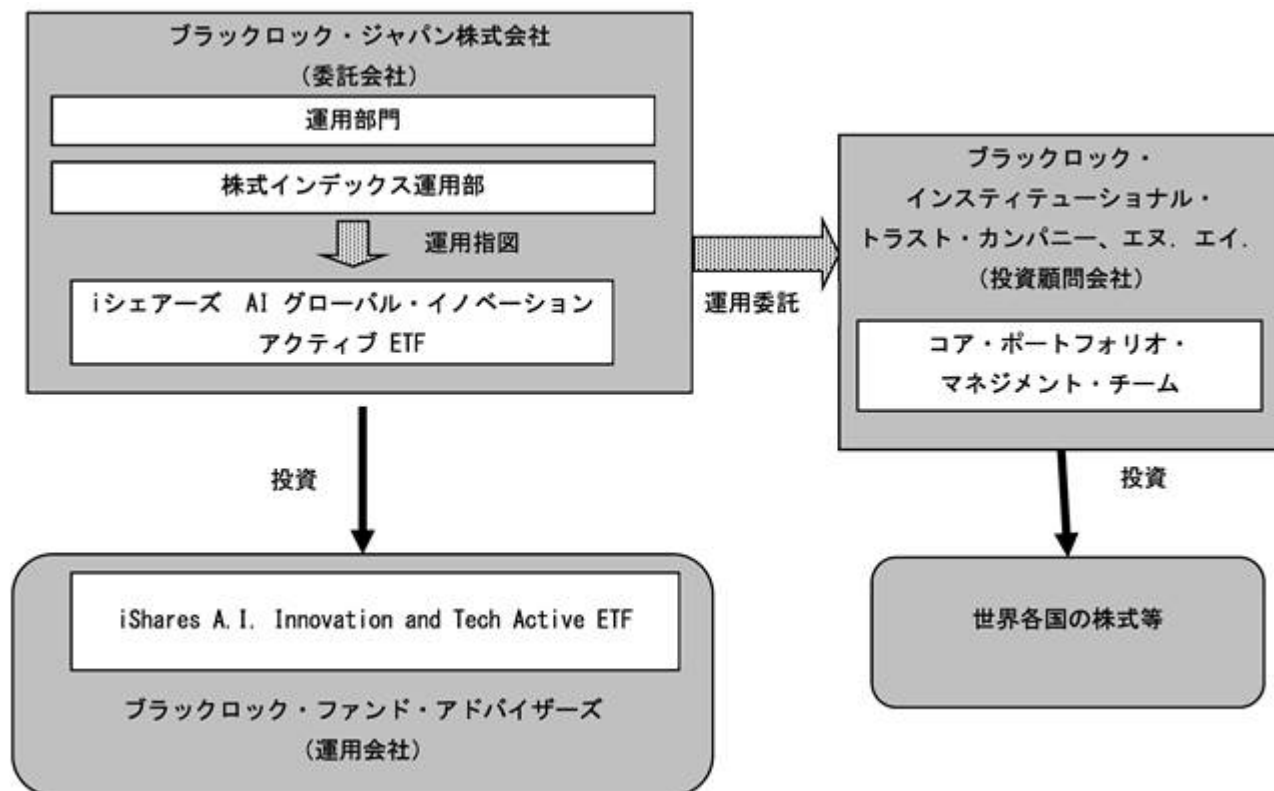 ブラックロック・ジャパン株式会社
（委託会社）
運用部門
株式インデックス運用部
運用指図
iシェアーズ AI グローバル・イノベーション
アクティブ ETF
運用委託
ブラックロック・
インスティテューショナル・
トラスト・カンパニー、エヌ．エイ．
（投資顧問会社）
コア・ポートフォリオ・
マネジメント・チーム
投資
投資
iShares A.I. Innovation and Tech Active ETF
ブラックロック・ファンド・アドバイザーズ
（運用会社）
世界各国の株式等